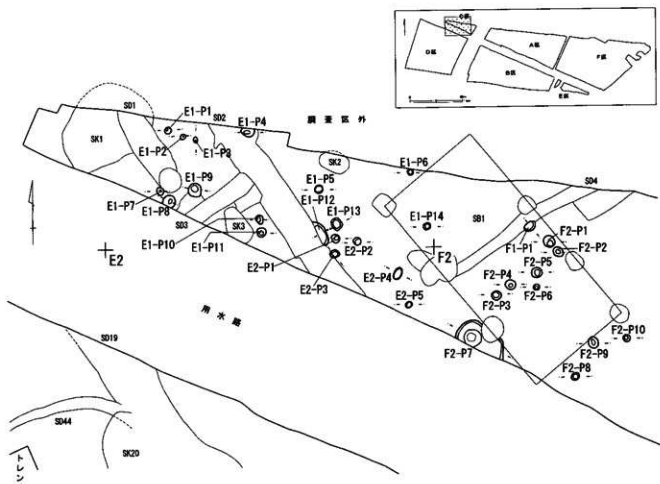 C区
D区
A区
F区
B区
E区
SD1
E1-P1
SD2
E1-P4
調査区外
E1-P2
E1-P3
SK1
SK2
E1-P6
SD4
E1-P5
E1-P9
E1-P7
E1-P8
E1-P12
E1-P13
E1-P14
SB1
SD3
SK3
E1-P10
E1-P11
E2
E2-P1
E2-P2
E2-P3
E2-P4
E2-P5
F2
F1-P1
F2-P1
F2-P2
F2-P5
F2-P4
F2-P6
F2-P3
F2-P7
F2-P10
F2-P9
F2-P8
用水路
SD19
SD44
SK20
トレン